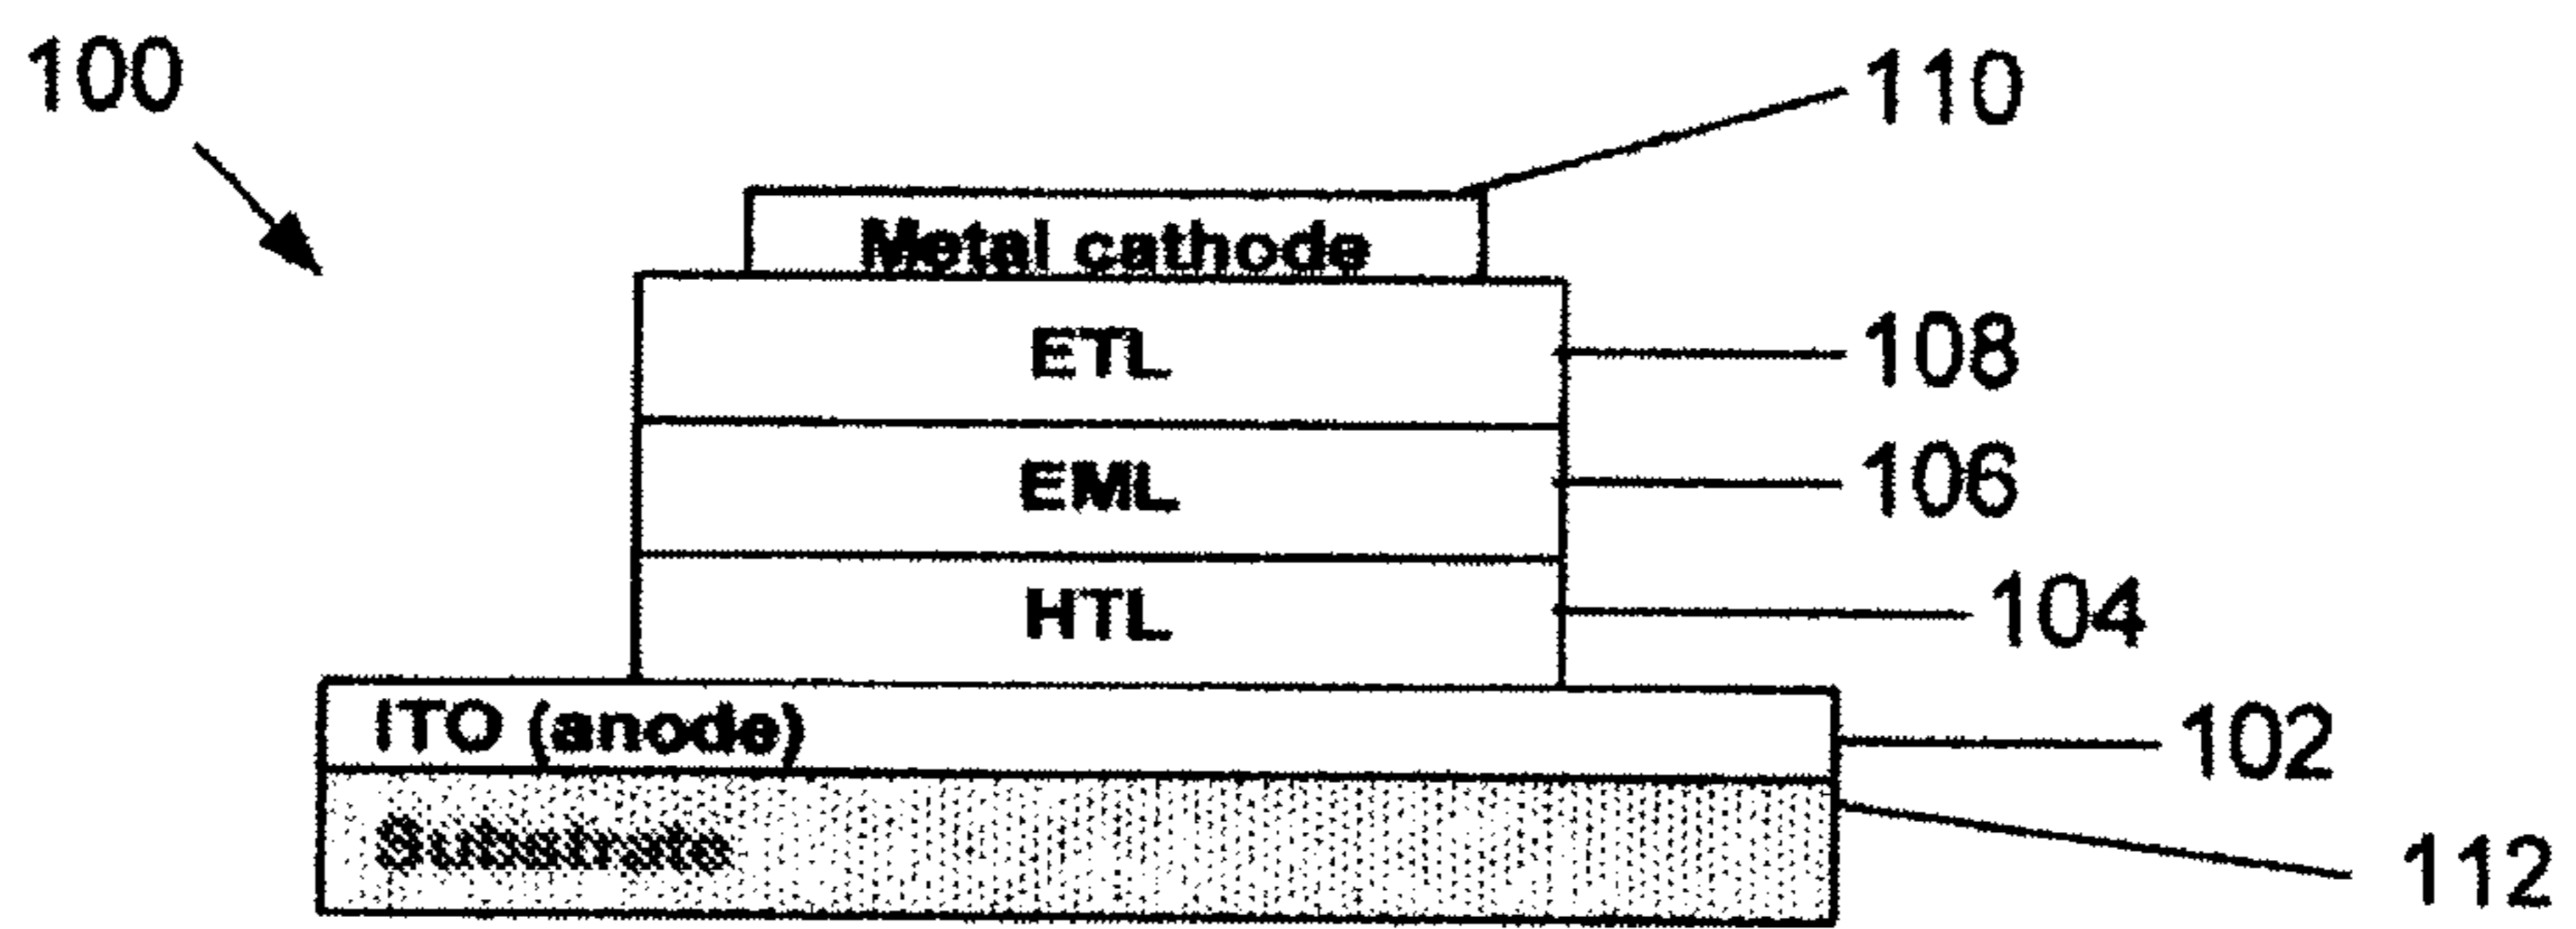 100
110
Metal cathode
ETL 108
EML 106
HTL 104
ITO (anode) 102
Substrate
112